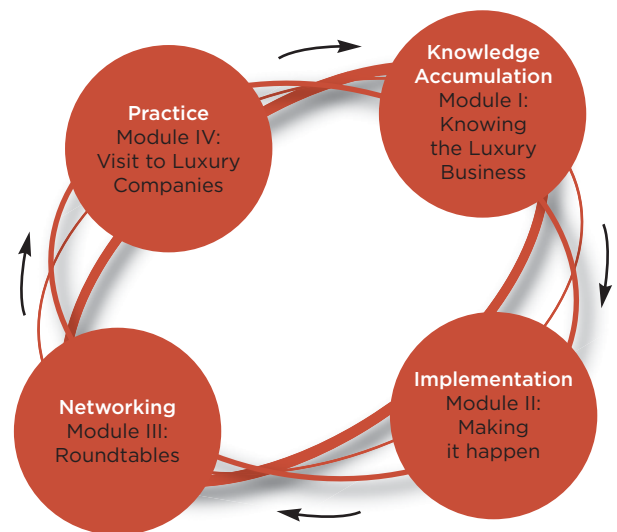 Knowledge
Accumulation
Module I:
Knowing
the Luxury
Business
Implementation
Module II:
Making
it happen
Networking
Module III:
Roundtables
Practice
Module IV:
Visit to Luxury
Companies